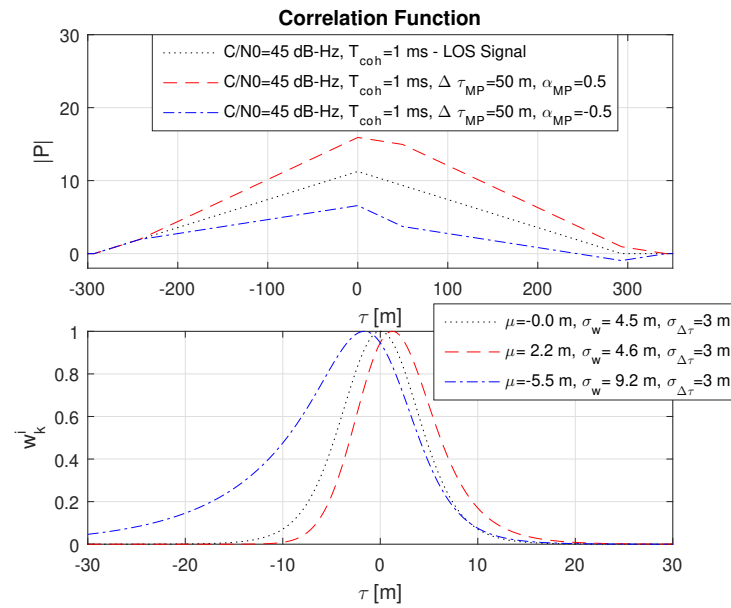 Correlation Function
30
20
10
0
|P|
C/N0=45 dB-Hz, T_coh=1 ms - LOS Signal
C/N0=45 dB-Hz, T_coh=1 ms, Δ τ_MP=50 m, α_MP=0.5
C/N0=45 dB-Hz, T_coh=1 ms, Δ τ_MP=50 m, α_MP=-0.5
-300 -200 -100 0 100 200 300
τ [m]
μ=-0.0 m, σ_w= 4.5 m, σ_Δτ=3 m
μ= 2.2 m, σ_w= 4.6 m, σ_Δτ=3 m
μ=-5.5 m, σ_w= 9.2 m, σ_Δτ=3 m
1
0.8
0.6
0.4
0.2
0
w_k^i
-30 -20 -10 0 10 20 30
τ [m]